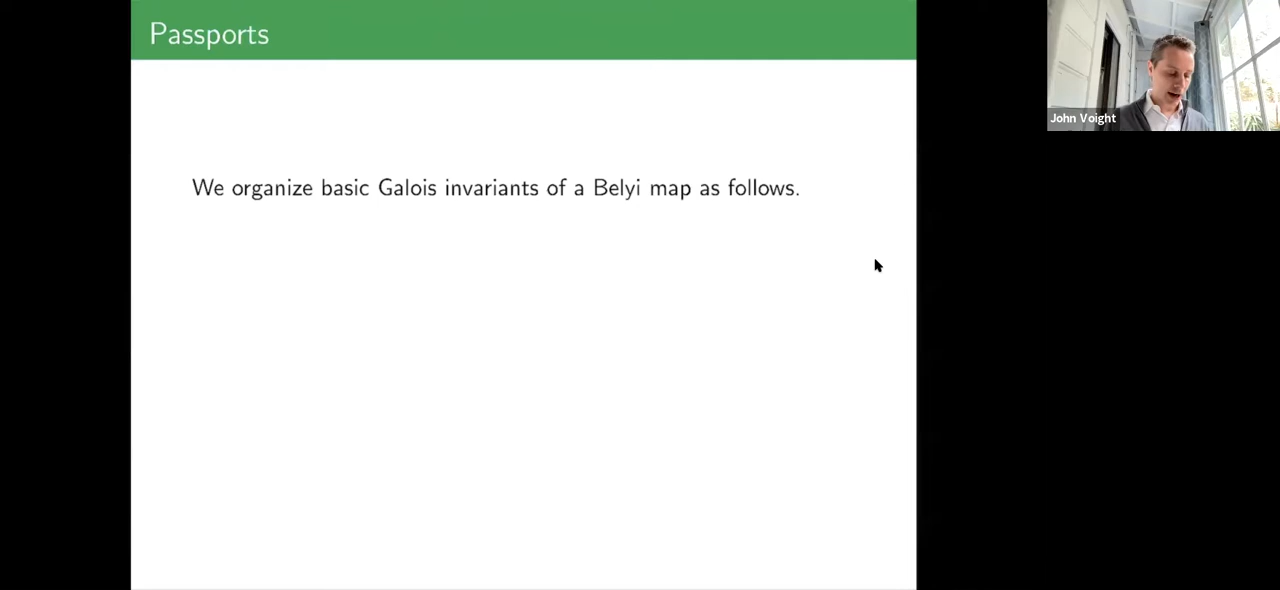 Passports
John Voight
We organize basic Galois invariants of a Belyi map as follows.